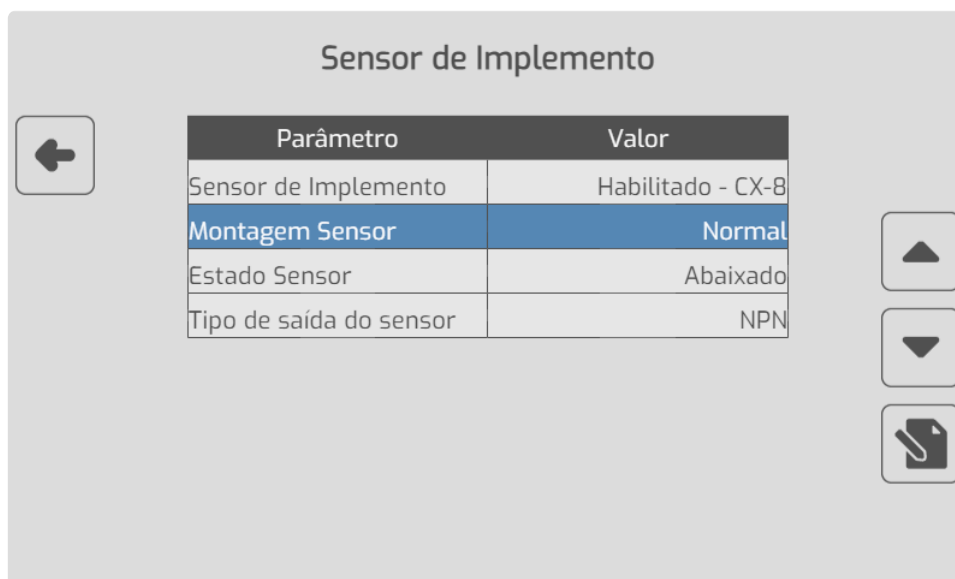 Sensor de Implemento
Parâmetro Valor
Sensor de Implemento Habilitado - CX-8
Montagem Sensor Normal
Estado Sensor Abaixado
Tipo de saída do sensor NPN